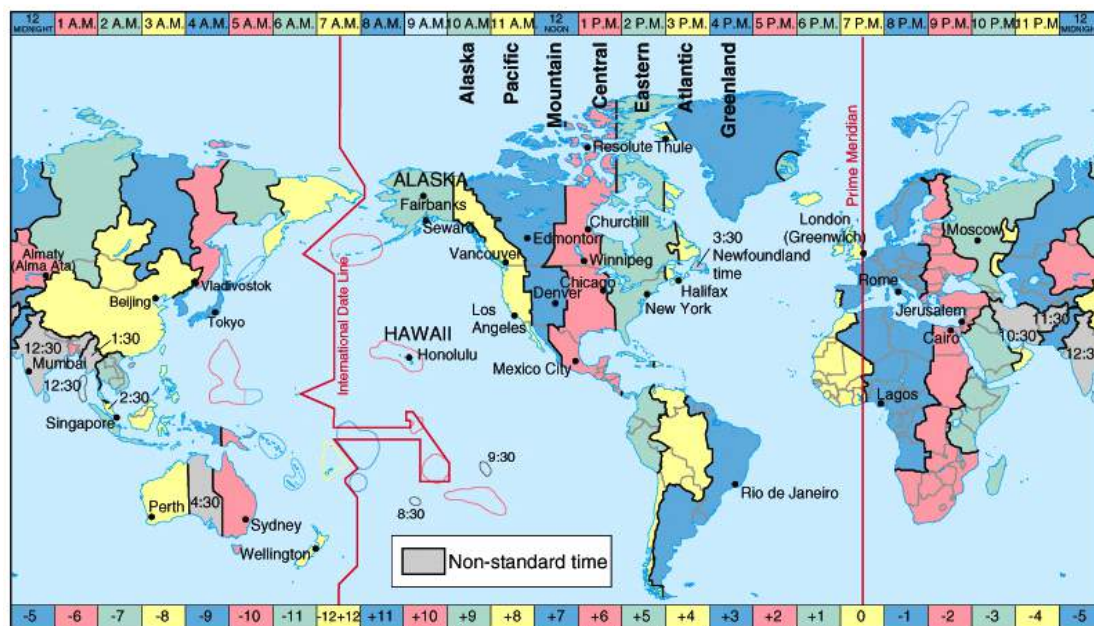 12 MIDNIGHT 1 A.M. 2 A.M. 3 A.M. 4 A.M. 5 A.M. 6 A.M. 7 A.M. 8 A.M. 9 A.M. 10 A.M. 11 A.M. 12 NOON 1 P.M. 2 P.M. 3 P.M. 4 P.M. 5 P.M. 6 P.M. 7 P.M. 8 P.M. 9 P.M. 10 P.M. 11 P.M. 12 MIDNIGHT
Alaska
Pacific
Mountain
Central
Eastern
Atlantic
Greenland
International Date Line
Prime Meridian
Resolute
Thule
ALASKA
Fairbanks
Seward
Churchill
Edmonton
Vancouver
Winnipeg
3:30
Newfoundland
time
London
(Greenwich)
Moscow
Almaty
(Alma Ata)
Beijing
Vladivostok
Tokyo
Chicago
Halifax
Denver
New York
Los
Angeles
Rome
Jerusalem
Cairo
10:30
11:30
12:30
1:30
12:30
Mumbai
12:30
2:30
Singapore
HAWAII
Honolulu
Mexico City
Lagos
9:30
8:30
Rio de Janeiro
Perth
4:30
Sydney
Wellington
Non-standard time
-5 -6 -7 -8 -9 -10 -11 -12+12 +11 +10 +9 +8 +7 +6 +5 +4 +3 +2 +1 0 -1 -2 -3 -4 -5